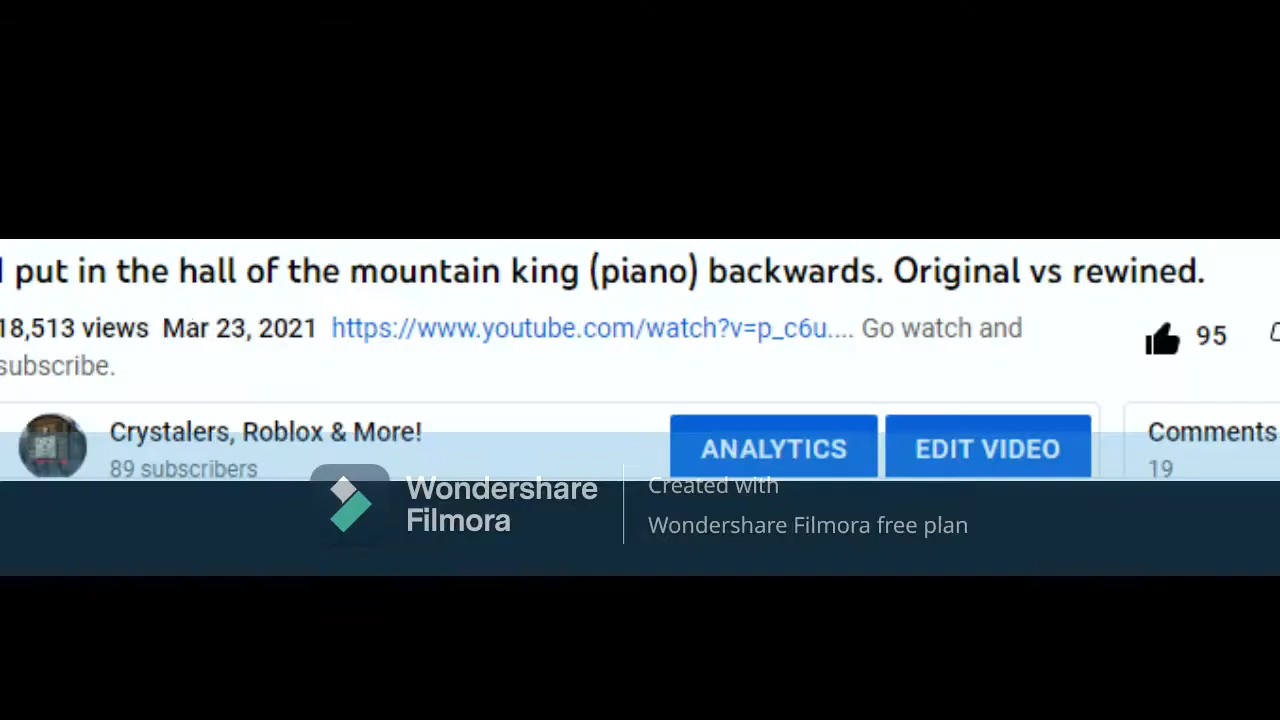 I put in the hall of the mountain king (piano) backwards. Original vs rewined.
18,513 views Mar 23, 2021 https://www.youtube.com/watch?v=p_c6u.... Go watch and
subscribe.
95
Crystalers, Roblox & More!
89 subscribers
ANALYTICS
EDIT VIDEO
Comments
19
Wondershare
Filmora
Created with
Wondershare Filmora free plan